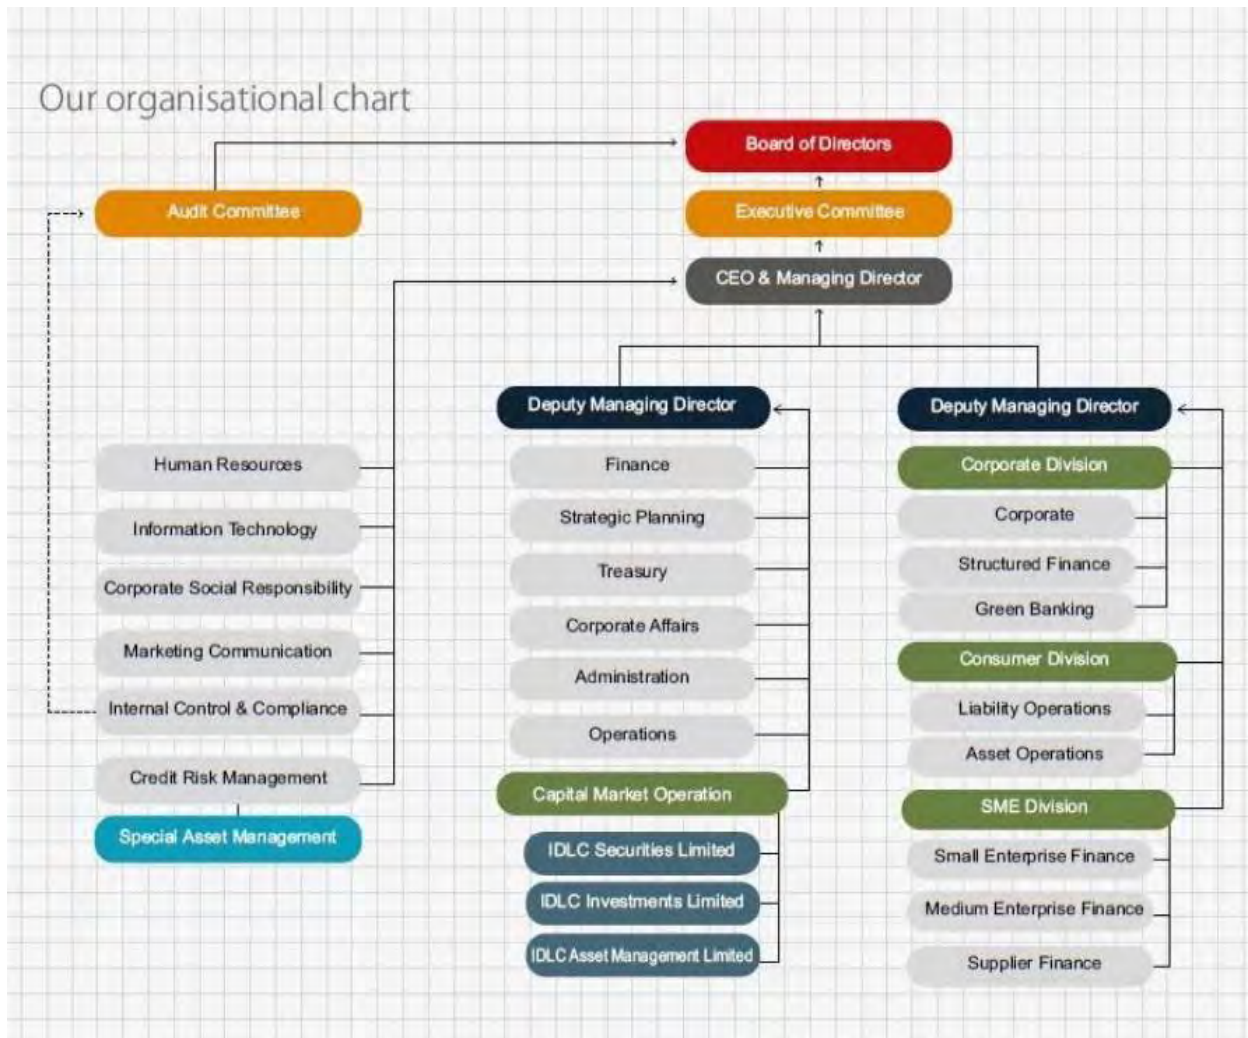 Our organisational chart
Board of Directors
Audit Committee
Executive Committee
CEO & Managing Director
Human Resources
Information Technology
Corporate Social Responsibility
Marketing Communication
Internal Control & Compliance
Credit Risk Management
Special Asset Management
Deputy Managing Director
Finance
Strategic Planning
Treasury
Corporate Affairs
Administration
Operations
Capital Market Operation
IDLC Securities Limited
IDLC Investments Limited
IDLC Asset Management Limited
Deputy Managing Director
Corporate Division
Corporate
Structured Finance
Green Banking
Consumer Division
Liability Operations
Asset Operations
SME Division
Small Enterprise Finance
Medium Enterprise Finance
Supplier Finance